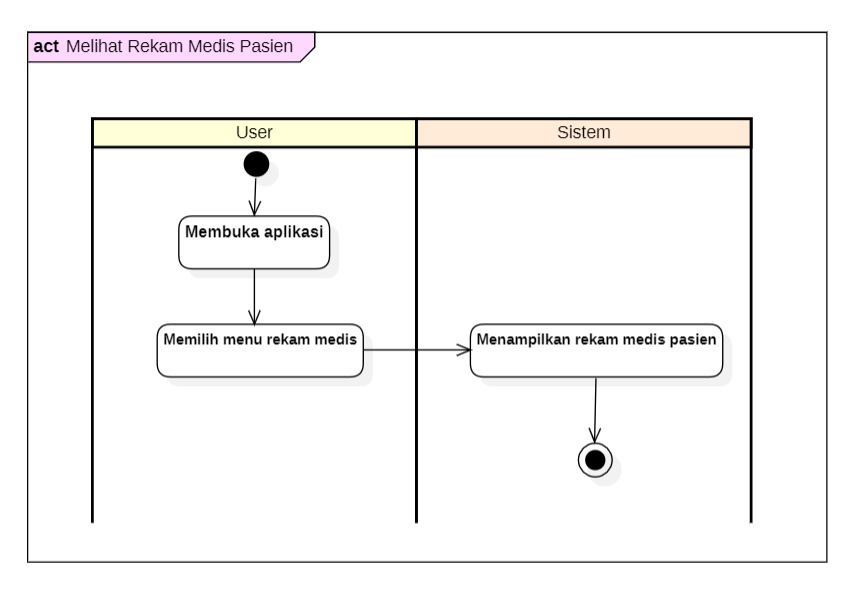 act Melihat Rekam Medis Pasien
User
Sistem
Membuka aplikasi
Memilih menu rekam medis
Menampilkan rekam medis pasien